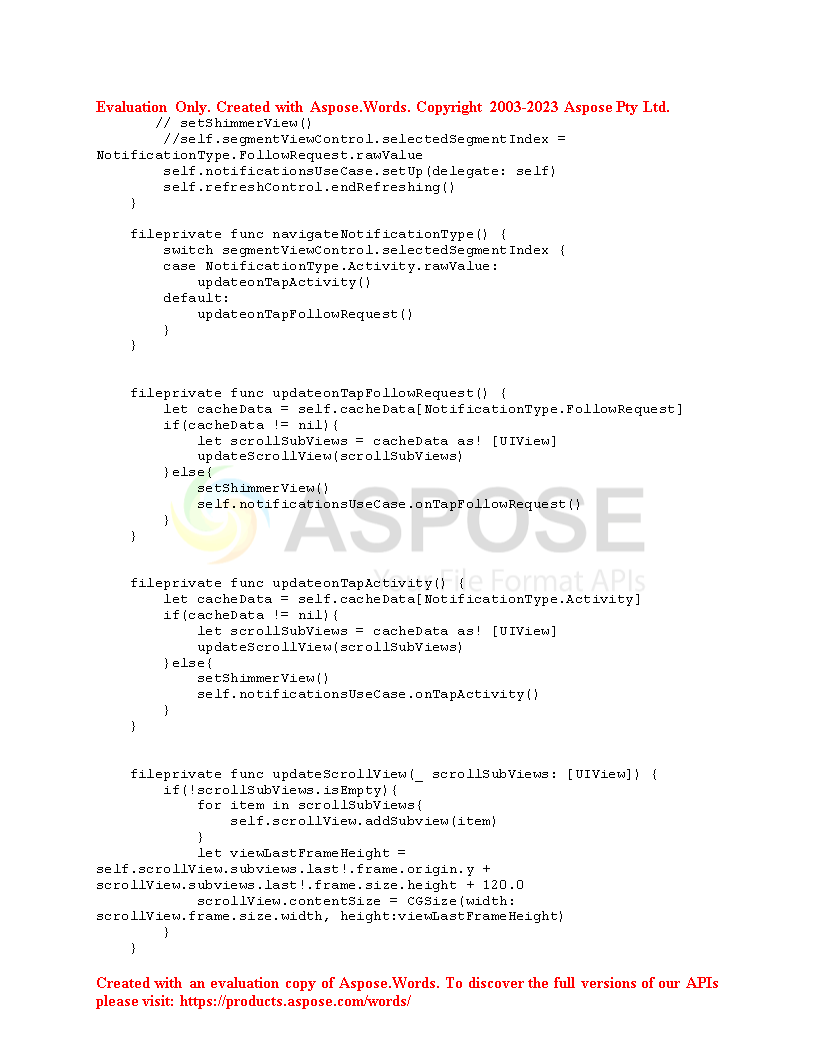 Evaluation Only. Created with Aspose.Words. Copyright 2003-2023 Aspose Pty Ltd.
// setShimmerView()
//self.segmentViewControl.selectedSegmentIndex =
NotificationType.FollowRequest.rawValue
self.notificationsUseCase.setUp(delegate: self)
self.refreshControl.endRefreshing()
}
fileprivate func navigateNotificationType() {
switch segmentViewControl.selectedSegmentIndex {
case NotificationType.Activity.rawValue:
updateonTapActivity()
default:
updateonTapFollowRequest()
}
}
fileprivate func updateonTapFollowRequest() {
let cacheData = self.cacheData[NotificationType.FollowRequest]
if(cacheData != nil){
let scrollSubViews = cacheData as! [UIView]
updateScrollView(scrollSubViews)
}else{
setShimmerView()
self.notificationsUseCase.onTapFollowRequest()
}
}
ASPOSE
Your File Format APIs
fileprivate func updateonTapActivity() {
let cacheData = self.cacheData[NotificationType.Activity]
if(cacheData != nil){
let scrollSubViews = cacheData as! [UIView]
updateScrollView(scrollSubViews)
}else{
setShimmerView()
self.notificationsUseCase.onTapActivity()
}
}
fileprivate func updateScrollView(_ scrollSubViews: [UIView]) {
if(!scrollSubViews.isEmpty){
for item in scrollSubViews{
self.scrollView.addSubview(item)
}
let viewLastFrameHeight =
self.scrollView.subviews.last!.frame.origin.y +
scrollView.subviews.last!.frame.size.height + 120.0
scrollView.contentSize = CGSize(width:
scrollView.frame.size.width, height:viewLastFrameHeight)
}
}
Created with an evaluation copy of Aspose.Words. To discover the full versions of our APIs
please visit: https://products.aspose.com/words/